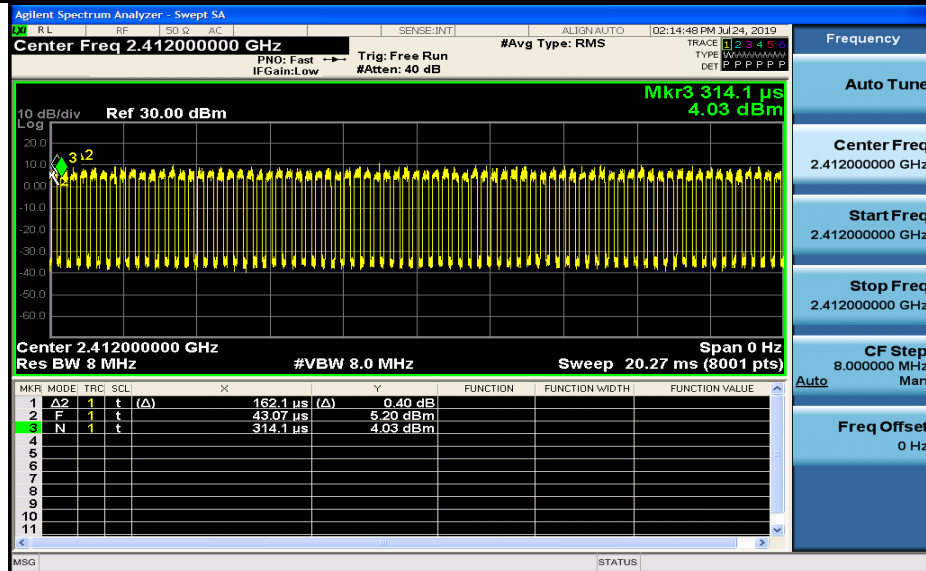 Agilent Spectrum Analyzer - Swept SA
LXI RL RF 50 Ω AC SENSE:INT ALIGN AUTO 02:14:48 PM Jul 24, 2019
Center Freq 2.412000000 GHz #Avg Type: RMS TRACE 1 2 3 4 5 6
PNO: Fast Trig: Free Run TYPE W
IFGain:Low #Atten: 40 dB DET P P P P P P
Mkr3 314.1 µs
10 dB/div Ref 30.00 dBm 4.03 dBm
Log
20.0
10.0
0.00
-10.0
-20.0
-30.0
-40.0
-50.0
-60.0
3 2
2
Center 2.412000000 GHz Span 0 Hz
Res BW 8 MHz #VBW 8.0 MHz Sweep 20.27 ms (8001 pts)
MKR MODE TRC SCL X Y FUNCTION FUNCTION WIDTH FUNCTION VALUE
1 Δ2 1 t (Δ) 162.1 µs (Δ) 0.40 dB
2 F 1 t 43.07 µs 5.20 dBm
3 N 1 t 314.1 µs 4.03 dBm
4
5
6
7
8
9
10
11
MSG STATUS
Frequency
Auto Tune
Center Freq
2.412000000 GHz
Start Freq
2.412000000 GHz
Stop Freq
2.412000000 GHz
CF Step
8.000000 MHz
Auto Man
Freq Offset
0 Hz